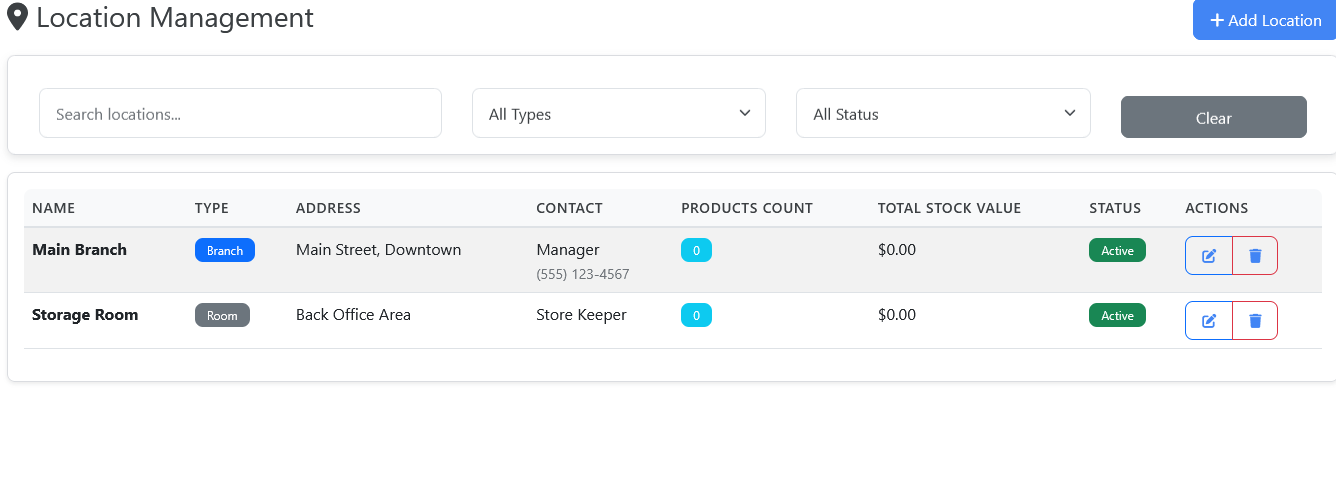 Location Management
Add Location
Search locations...
All Types
All Status
Clear
NAME TYPE ADDRESS CONTACT PRODUCTS COUNT TOTAL STOCK VALUE STATUS ACTIONS
Main Branch Branch Main Street, Downtown Manager 0 $0.00 Active
(555) 123-4567
Storage Room Room Back Office Area Store Keeper 0 $0.00 Active